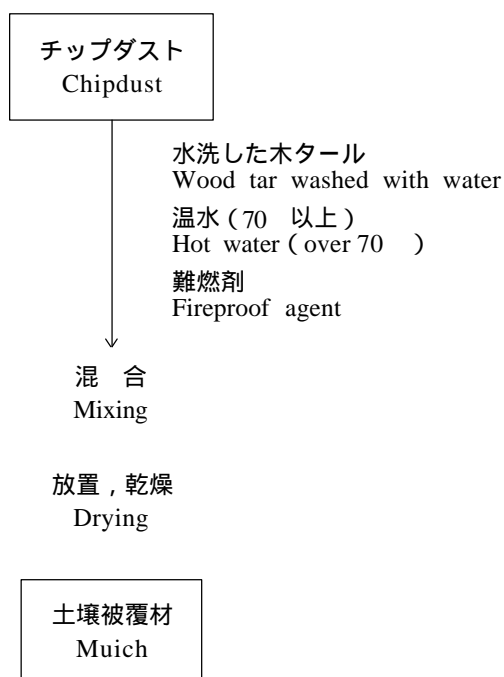 チップダスト
Chipdust
水洗した木タール
Wood tar washed with water
温水(70 以上)
Hot water(over 70 )
難燃剤
Fireproof agent
混 合
Mixing
放置,乾燥
Drying
土壌被覆材
Muich